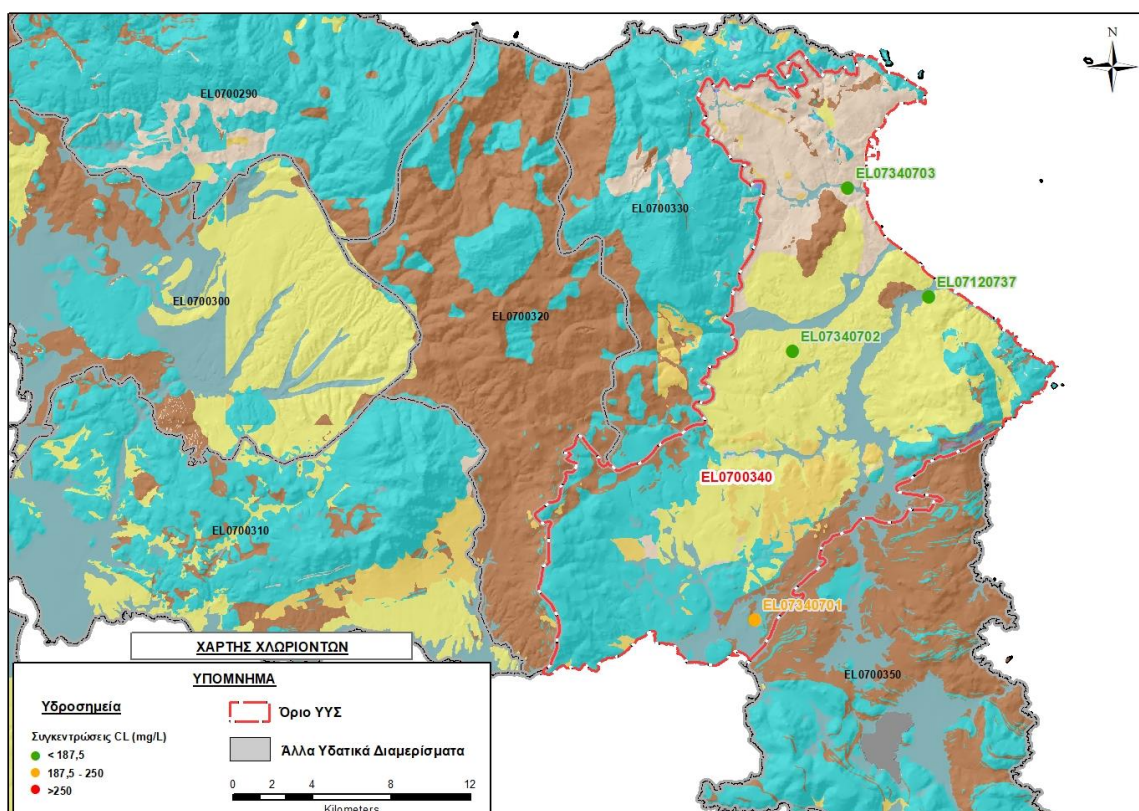 N
EL0700290
EL0700330
EL07340703
EL07120737
EL0700300
EL0700320
EL07340702
EL0700340
EL0700310
EL07340701
EL0700350
ΧΑΡΤΗΣ ΧΛΩΡΙΟΝΤΩΝ
ΥΠΟΜΝΗΜΑ
Υδροσημεία
Συγκεντρώσεις CL (mg/L)
< 187,5
187,5 - 250
>250
Όριο ΥΥΣ
Άλλα Υδατικά Διαμερίσματα
0 2 4 8 12
Kilometers